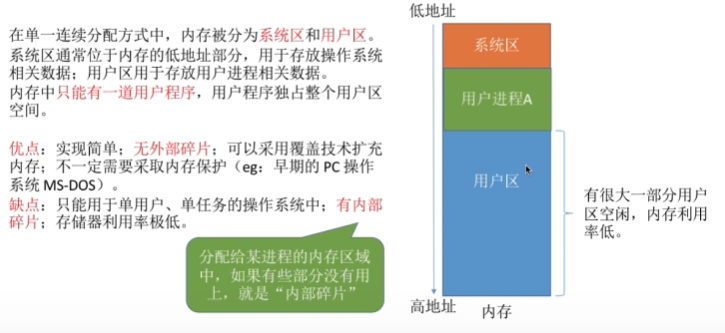 在单一连续分配方式中，内存被分为系统区和用户区。
系统区通常位于内存的低地址部分，用于存放操作系统
相关数据；用户区用于存放用户进程相关数据。
内存中只能有一道用户程序，用户程序独占整个用户区
空间。
优点：实现简单；无外部碎片；可以采用覆盖技术扩充
内存；不一定需要采取内存保护（eg：早期的 PC 操作
系统 MS-DOS）。
缺点：只能用于单用户、单任务的操作系统中；有内部
碎片；存储器利用率极低。
分配给某进程的内存区域
中，如果有些部分没有用
上，就是“内部碎片”
低地址
系统区
用户进程A
用户区
高地址
内存
有很大一部分用户
区空闲，内存利用
率低。